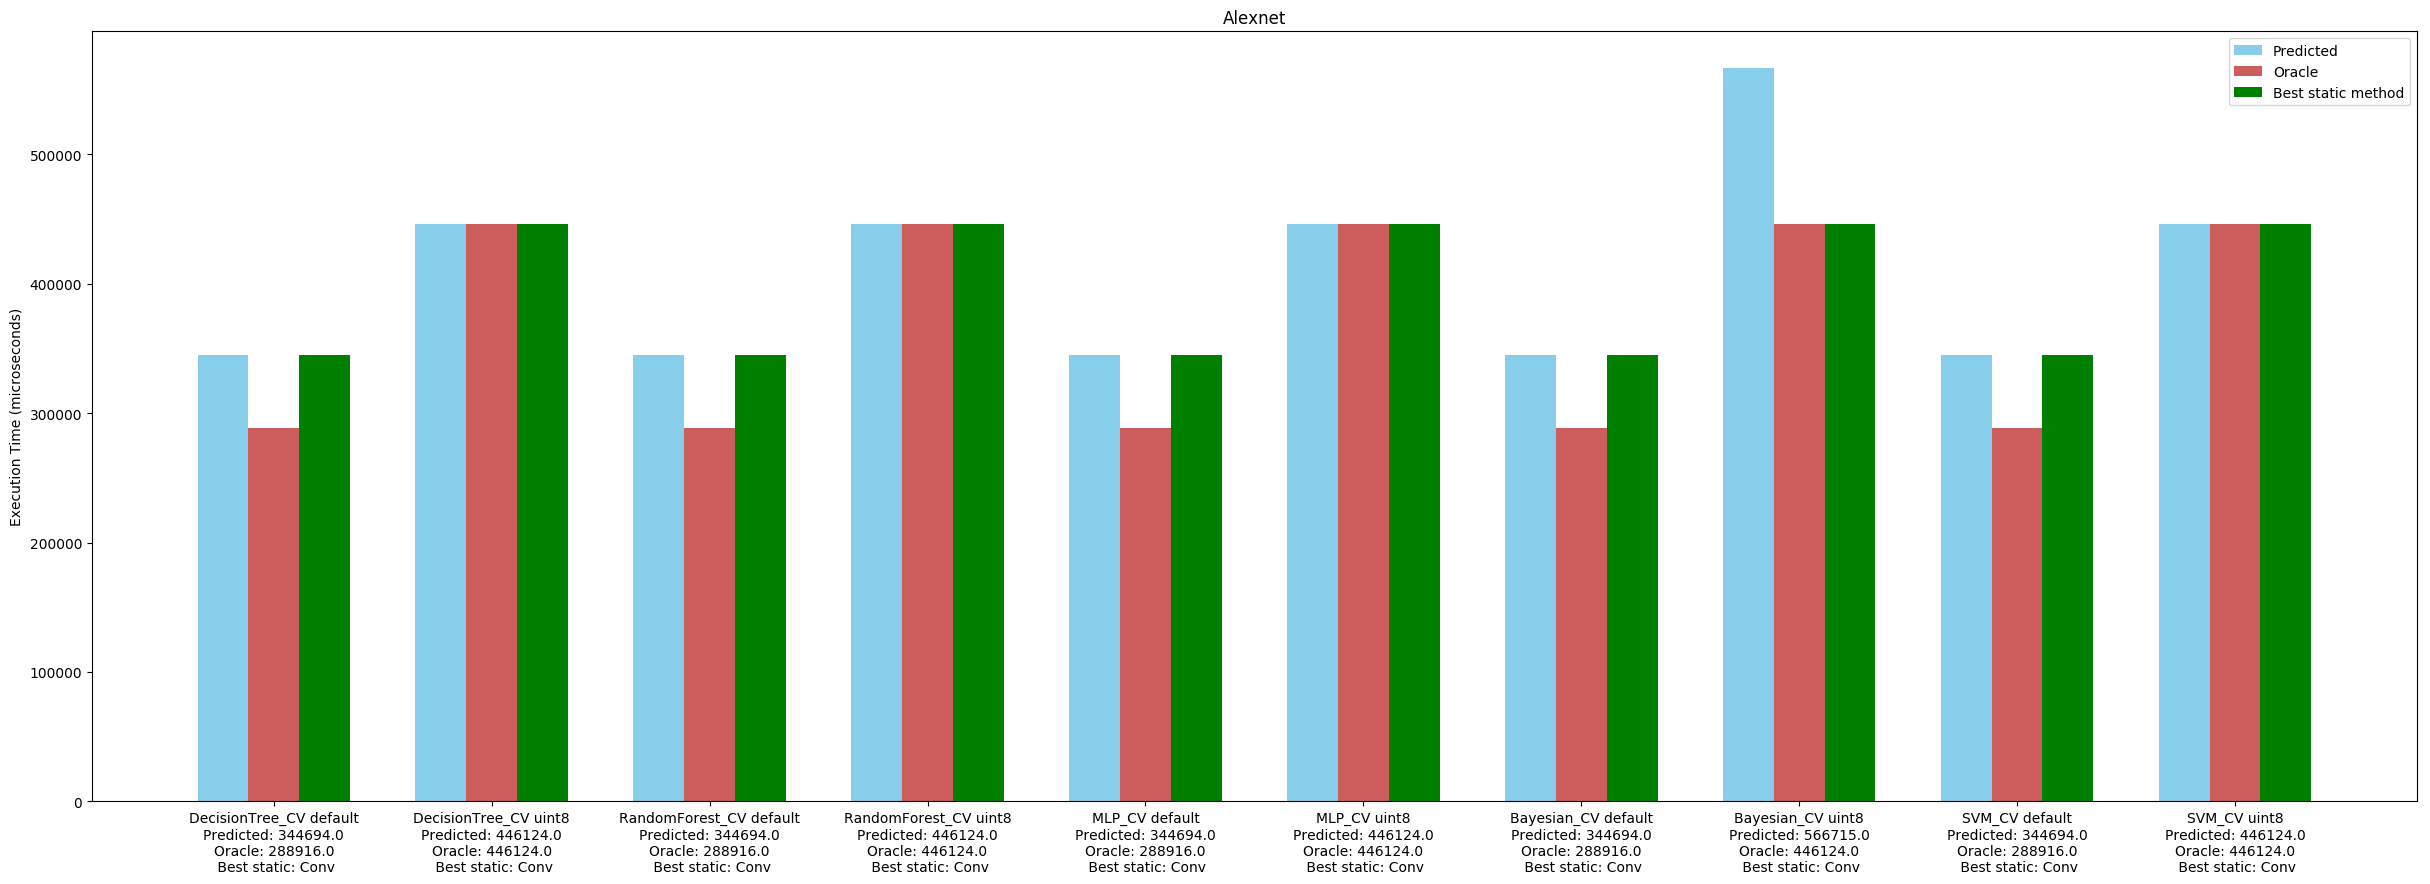 Alexnet
Predicted
Oracle
Best static method
Execution Time (microseconds)
500000
400000
300000
200000
100000
0
DecisionTree_CV default
Predicted: 344694.0
Oracle: 288916.0
Best static: Conv
DecisionTree_CV uint8
Predicted: 446124.0
Oracle: 446124.0
Best static: Conv
RandomForest_CV default
Predicted: 344694.0
Oracle: 288916.0
Best static: Conv
RandomForest_CV uint8
Predicted: 446124.0
Oracle: 446124.0
Best static: Conv
MLP_CV default
Predicted: 344694.0
Oracle: 288916.0
Best static: Conv
MLP_CV uint8
Predicted: 446124.0
Oracle: 446124.0
Best static: Conv
Bayesian_CV default
Predicted: 344694.0
Oracle: 288916.0
Best static: Conv
Bayesian_CV uint8
Predicted: 566715.0
Oracle: 446124.0
Best static: Conv
SVM_CV default
Predicted: 344694.0
Oracle: 288916.0
Best static: Conv
SVM_CV uint8
Predicted: 446124.0
Oracle: 446124.0
Best static: Conv